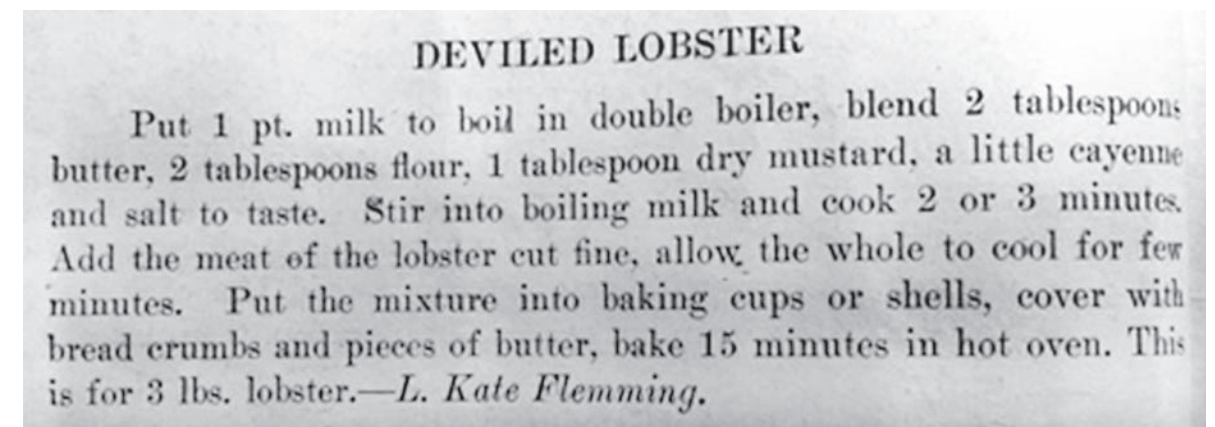 DEVILED LOBSTER
Put 1 pt. milk to boil in double boiler, blend 2 tablespoons
butter, 2 tablespoons flour, 1 tablespoon dry mustard, a little cayenne
and salt to taste. Stir into boiling milk and cook 2 or 3 minutes.
Add the meat of the lobster cut fine, allow the whole to cool for few
minutes. Put the mixture into baking cups or shells, cover with
bread crumbs and pieces of butter, bake 15 minutes in hot oven. This
is for 3 lbs. lobster.—L. Kate Flemming.